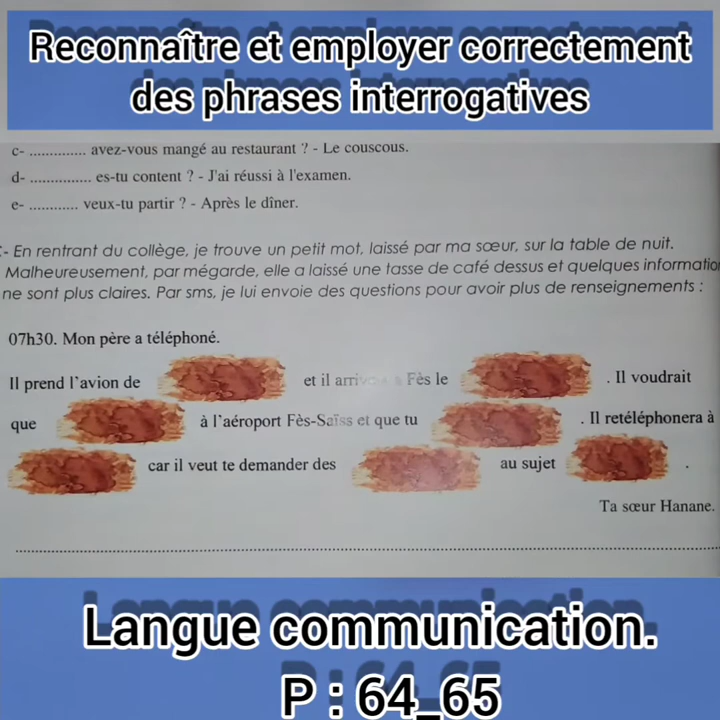 Reconnaître et employer correctement
des phrases interrogatives
c- .............. avez-vous mangé au restaurant ? - Le couscous.
d- ............... es-tu content ? - J'ai réussi à l'examen.
e- ............ veux-tu partir ? - Après le dîner.
- En rentrant du collège, je trouve un petit mot, laissé par ma sœur, sur la table de nuit.
Malheureusement, par mégarde, elle a laissé une tasse de café dessus et quelques informatio
ne sont plus claires. Par sms, je lui envoie des questions pour avoir plus de renseignements :
07h30. Mon père a téléphoné.
Il prend l'avion de et il Fès le . Il voudrait
que à l'aéroport Fès-Saïss et que tu . Il retéléphonera à
car il veut te demander des au sujet .
Ta sœur Hanane.
Langue communication.
P : 64_65